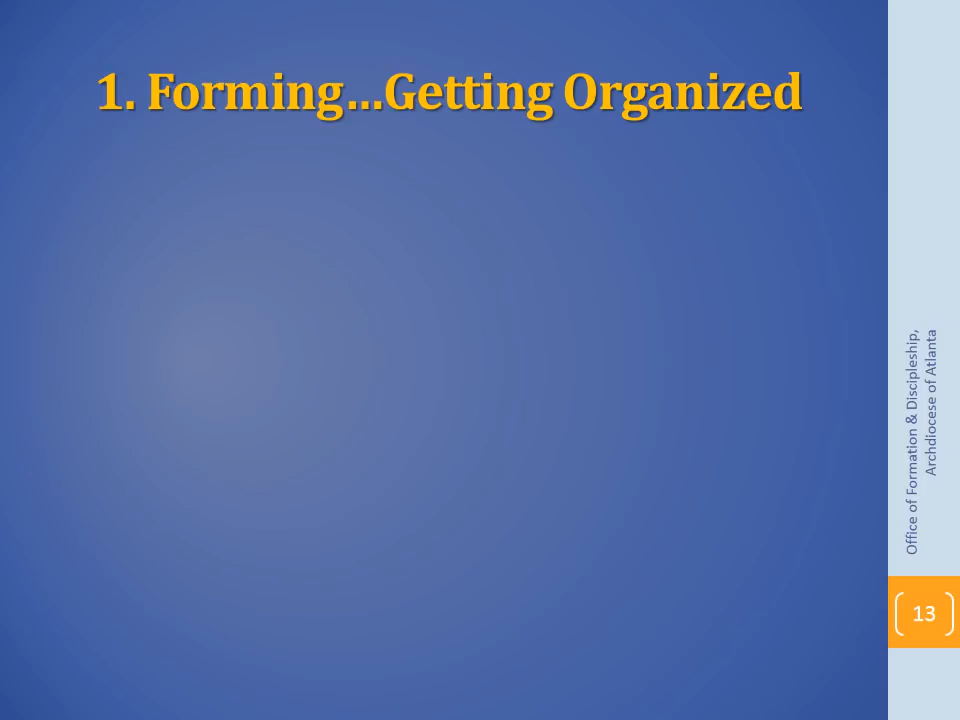 1. Forming…Getting Organized
Office of Formation & Discipleship,
Archdiocese of Atlanta
13